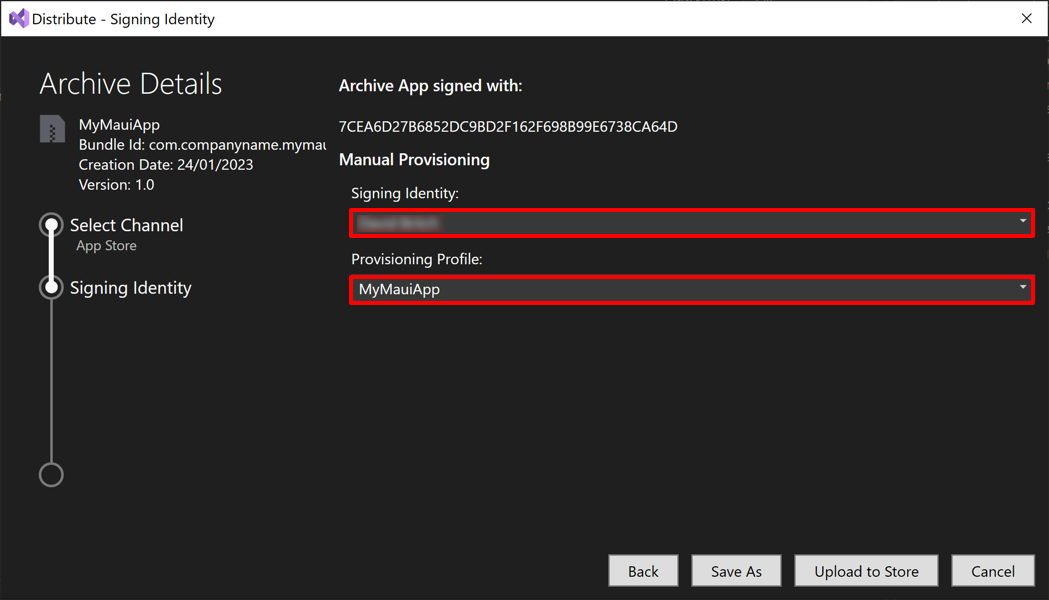 Distribute - Signing Identity
Archive Details
MyMauiApp
Bundle Id: com.companyname.mymau
Creation Date: 24/01/2023
Version: 1.0
Select Channel
App Store
Signing Identity
Archive App signed with:
7CEA6D27B6852DC9BD2F162F698B99E6738CA64D
Manual Provisioning
Signing Identity:
Provisioning Profile:
MyMauiApp
Back
Save As
Upload to Store
Cancel